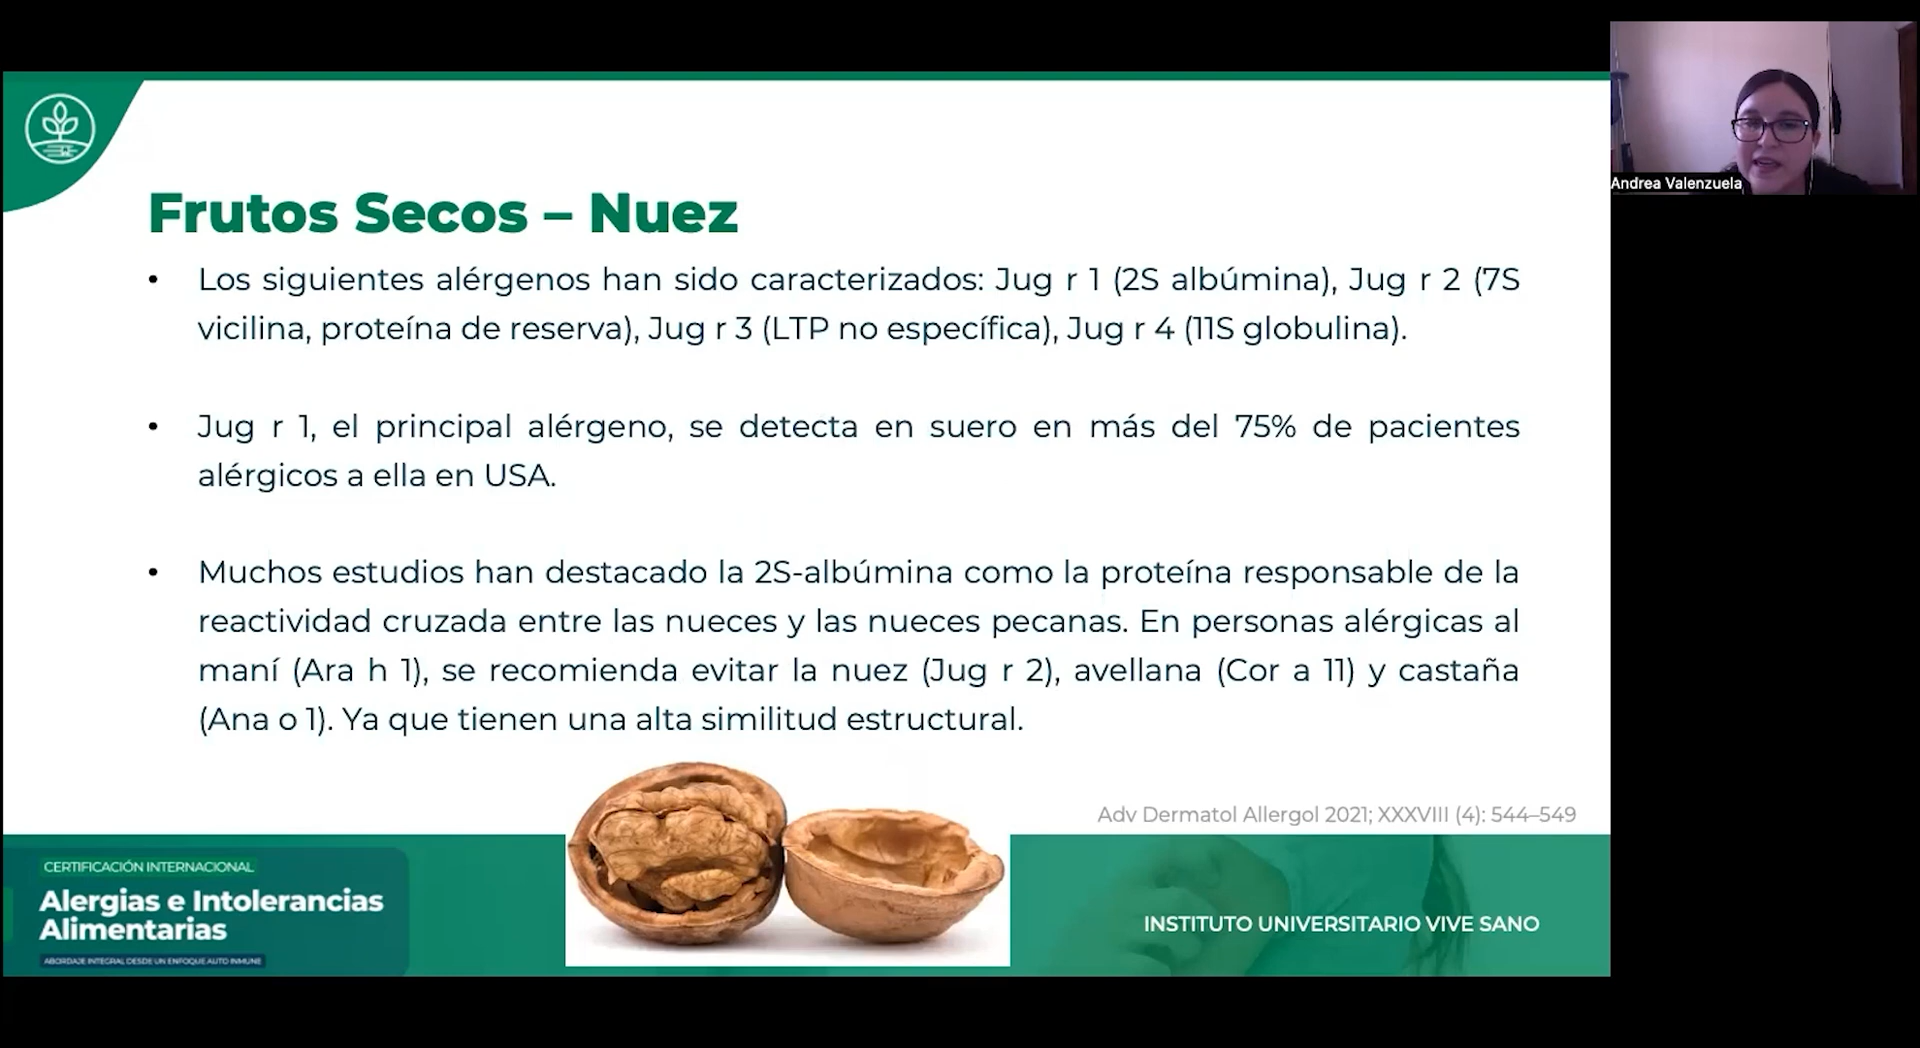 Andrea Valenzuela
Frutos Secos – Nuez
• Los siguientes alérgenos han sido caracterizados: Jug r 1 (2S albúmina), Jug r 2 (7S
vicilina, proteína de reserva), Jug r 3 (LTP no específica), Jug r 4 (11S globulina).
• Jug r 1, el principal alérgeno, se detecta en suero en más del 75% de pacientes
alérgicos a ella en USA.
• Muchos estudios han destacado la 2S-albúmina como la proteína responsable de la
reactividad cruzada entre las nueces y las nueces pecanas. En personas alérgicas al
maní (Ara h 1), se recomienda evitar la nuez (Jug r 2), avellana (Cor a 11) y castaña
(Ana o 1). Ya que tienen una alta similitud estructural.
Adv Dermatol Allergol 2021; XXXVIII (4): 544–549
CERTIFICACIÓN INTERNACIONAL
Alergias e Intolerancias
Alimentarias
ABORDAJE INTEGRAL DESDE UN ENFOQUE AUTO INMUNE
INSTITUTO UNIVERSITARIO VIVE SANO